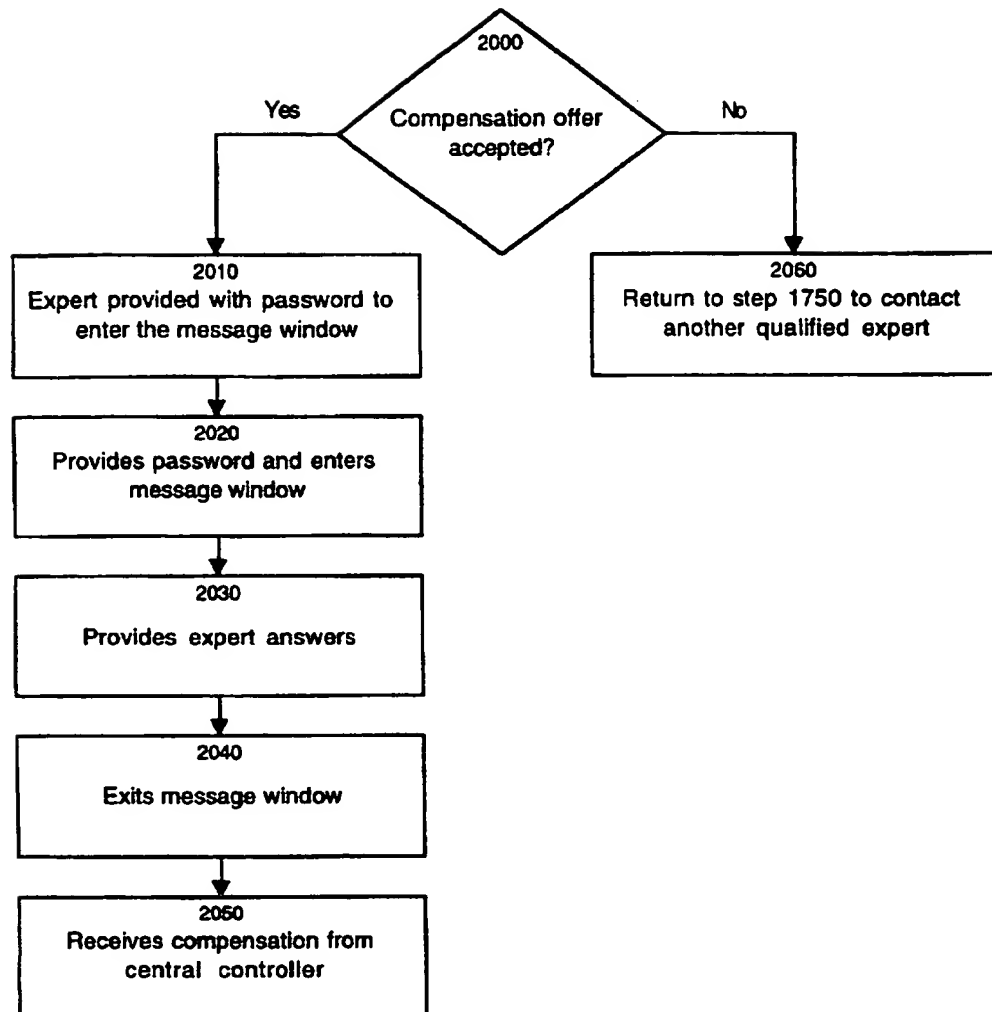 2000
Compensation offer
accepted?
Yes
No
2010
Expert provided with password to
enter the message window
2060
Return to step 1750 to contact
another qualified expert
2020
Provides password and enters
message window
2030
Provides expert answers
2040
Exits message window
2050
Receives compensation from
central controller